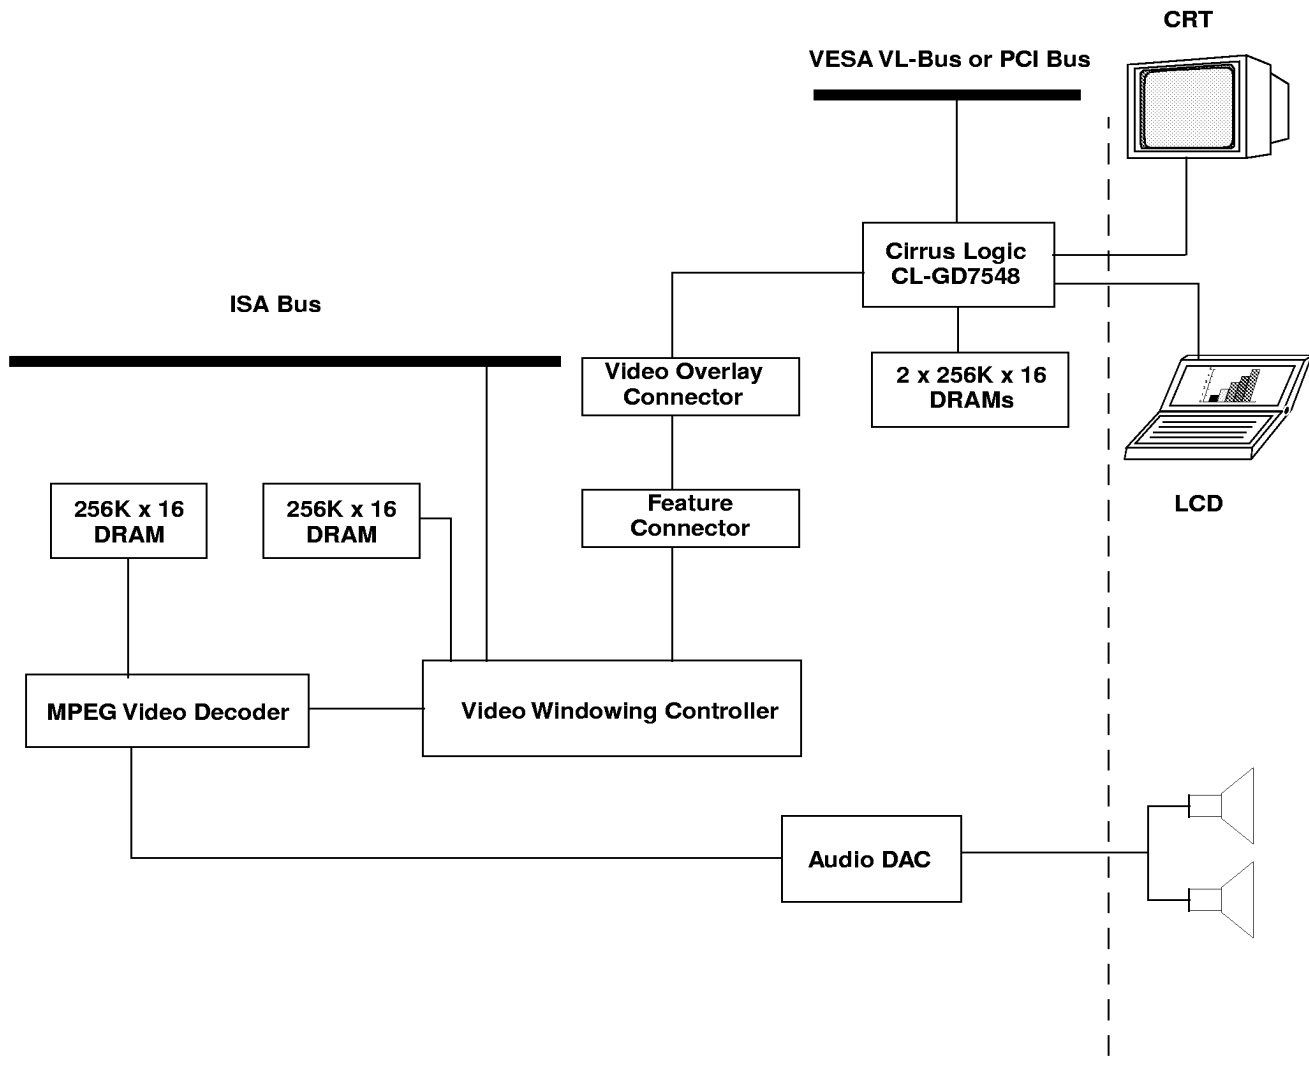 CRT
VESA VL-Bus or PCI Bus
Cirrus Logic
CL-GD7548
ISA Bus
Video Overlay
Connector
2 x 256K x 16
DRAMs
256K x 16
DRAM
256K x 16
DRAM
Feature
Connector
LCD
MPEG Video Decoder
Video Windowing Controller
Audio DAC